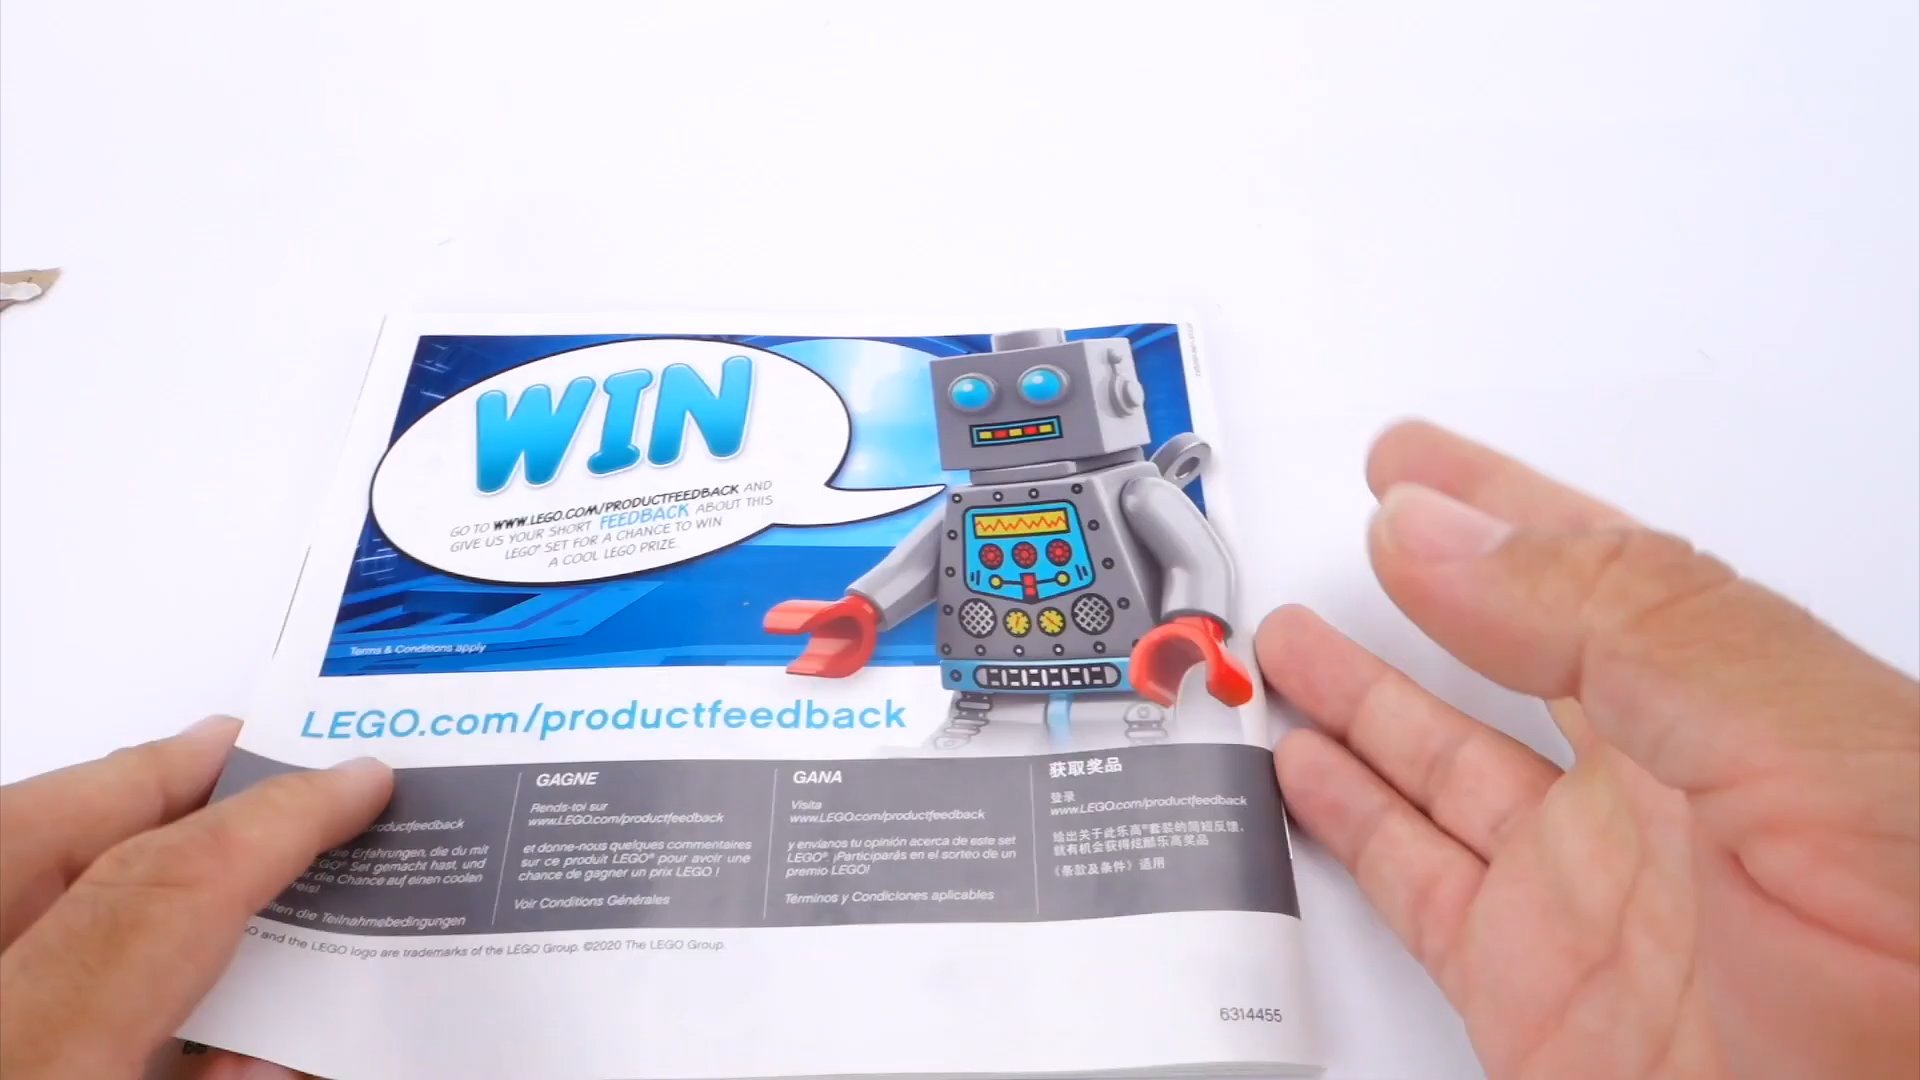 WIN
GO TO WWW.LEGO.COM/PRODUCTFEEDBACK AND
GIVE US YOUR SHORT FEEDBACK ABOUT THIS
LEGO® SET FOR A CHANCE TO WIN
A COOL LEGO PRIZE.
Terms & Conditions apply
LEGO.com/productfeedback
productfeedback
die Erfahrungen, die du mit
Set gemacht hast, und
die Chance auf einen coolen
die Teilnahmebedingungen
GAGNE
Rends-toi sur
www.LEGO.com/productfeedback
et donne-nous quelques commentaires
sur ce produit LEGO® pour avoir une
chance de gagner un prix LEGO !
Voir Conditions Générales
GANA
Visita
www.LEGO.com/productfeedback
y envíanos tu opinión acerca de este set
LEGO®. ¡Participarás en el sorteo de un
premio LEGO!
Términos y Condiciones aplicables
获取奖品
登录
www.LEGO.com/productfeedback
给出关于此乐高®套装的简短反馈，
就有机会获得炫酷乐高奖品
《条款及条件》适用
and the LEGO logo are trademarks of the LEGO Group. ©2020 The LEGO Group.
6314455